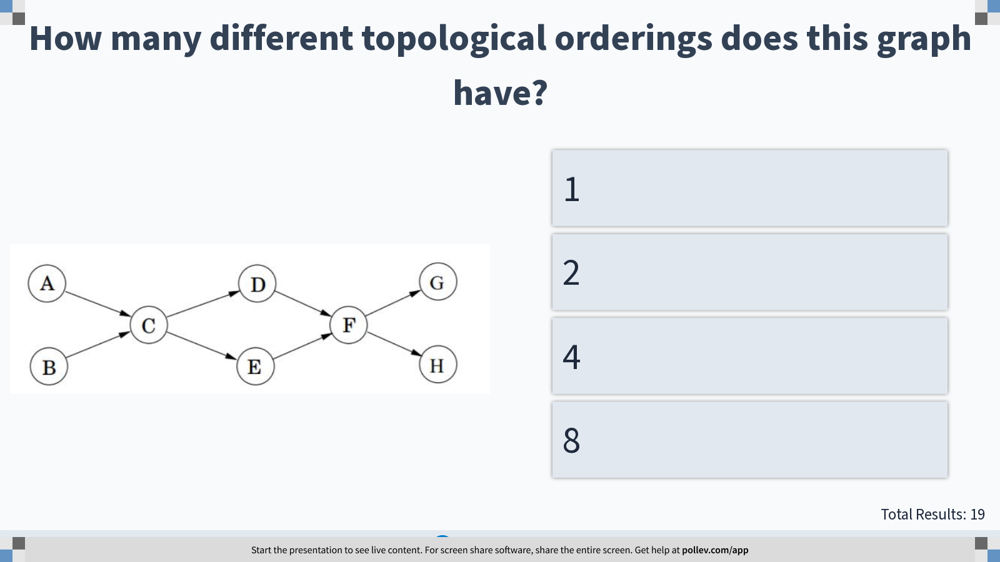 How many different topological orderings does this graph
have?
A
B
C
D
E
F
G
H
1
2
4
8
Total Results: 19
Start the presentation to see live content. For screen share software, share the entire screen. Get help at pollev.com/app